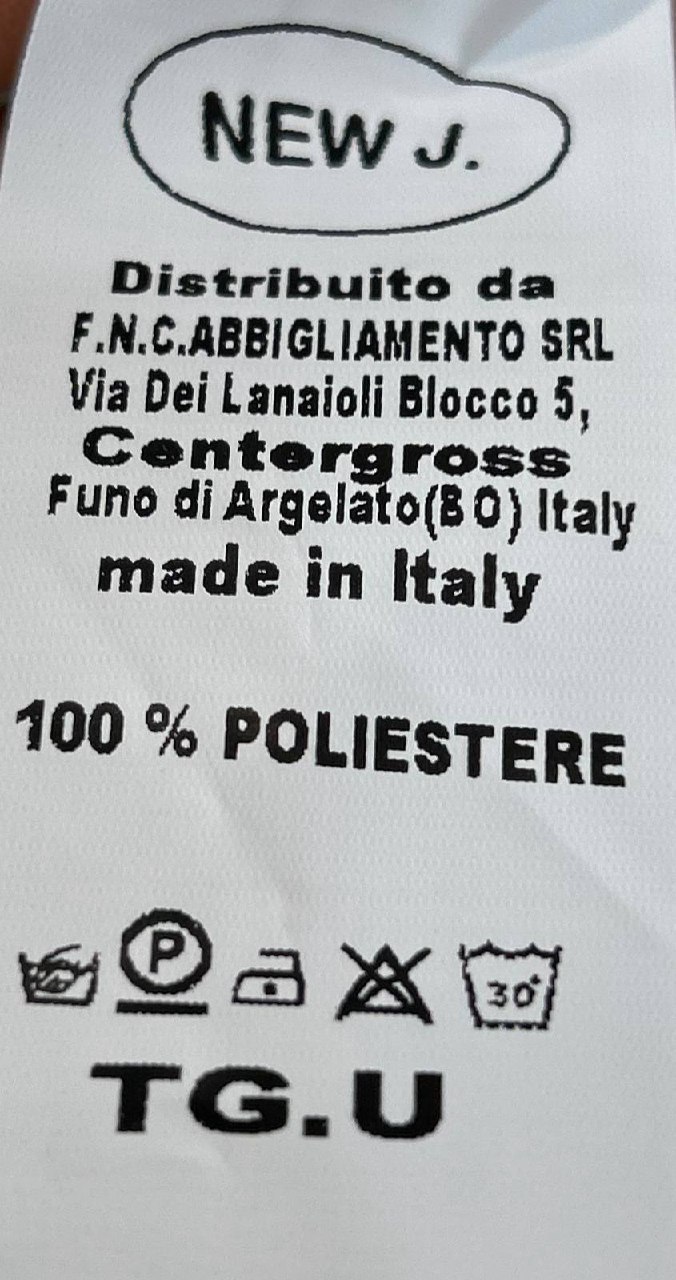 NEW J.
Distribuito da
F.N.C.ABBIGLIAMENTO SRL
Via Dei Lanaioli Blocco 5,
Centergross
Funo di Argelato(BO) Italy
made in Italy
100 % POLIESTERE
P 30°
TG.U